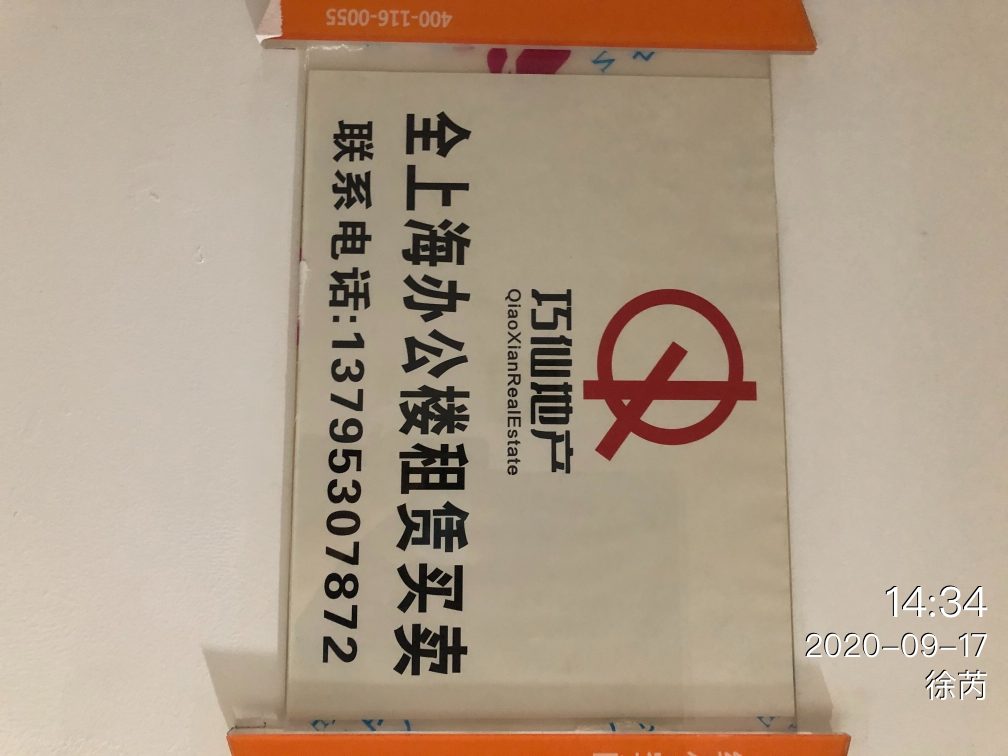 400-116-0055
巧仙地产
QiaoXianRealEstate
全上海办公楼租赁买卖
联系电话:13795307872
14:34
2020-09-17
徐芮